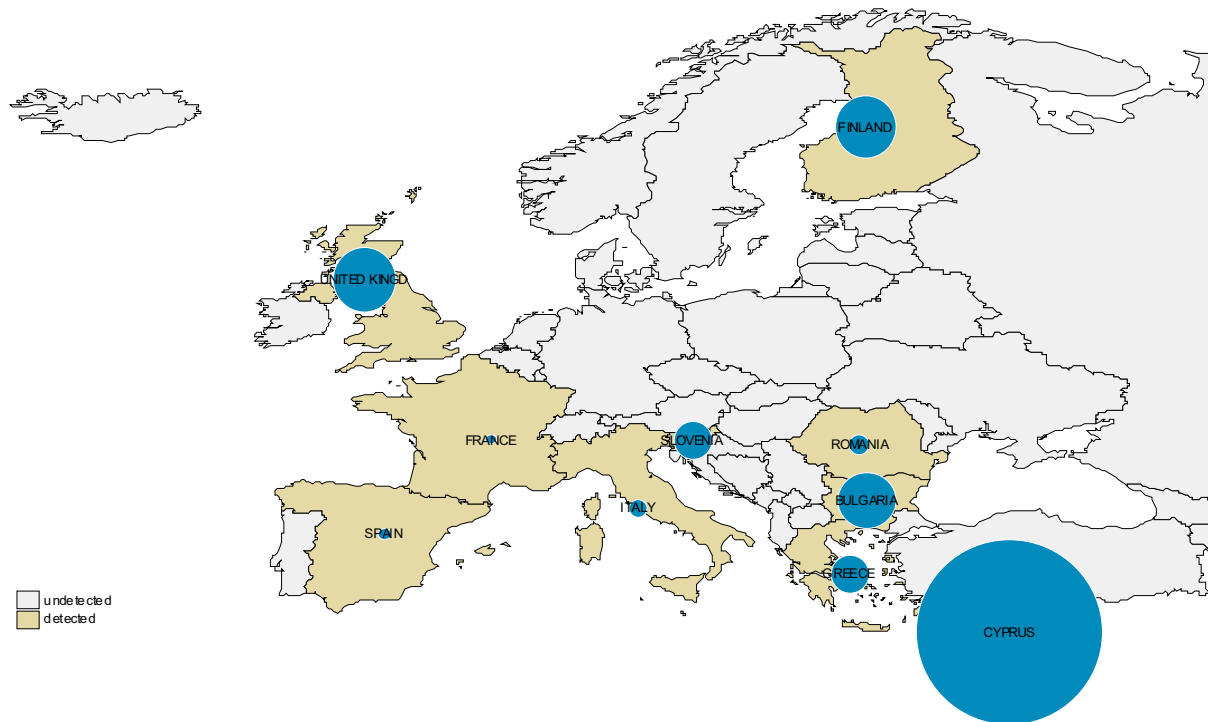 FINLAND
UNITED KINGD
FRANCE
SLOVENIA
ROMANIA
BULGARIA
ITALY
SPAIN
GREECE
undetected
detected
CYPRUS